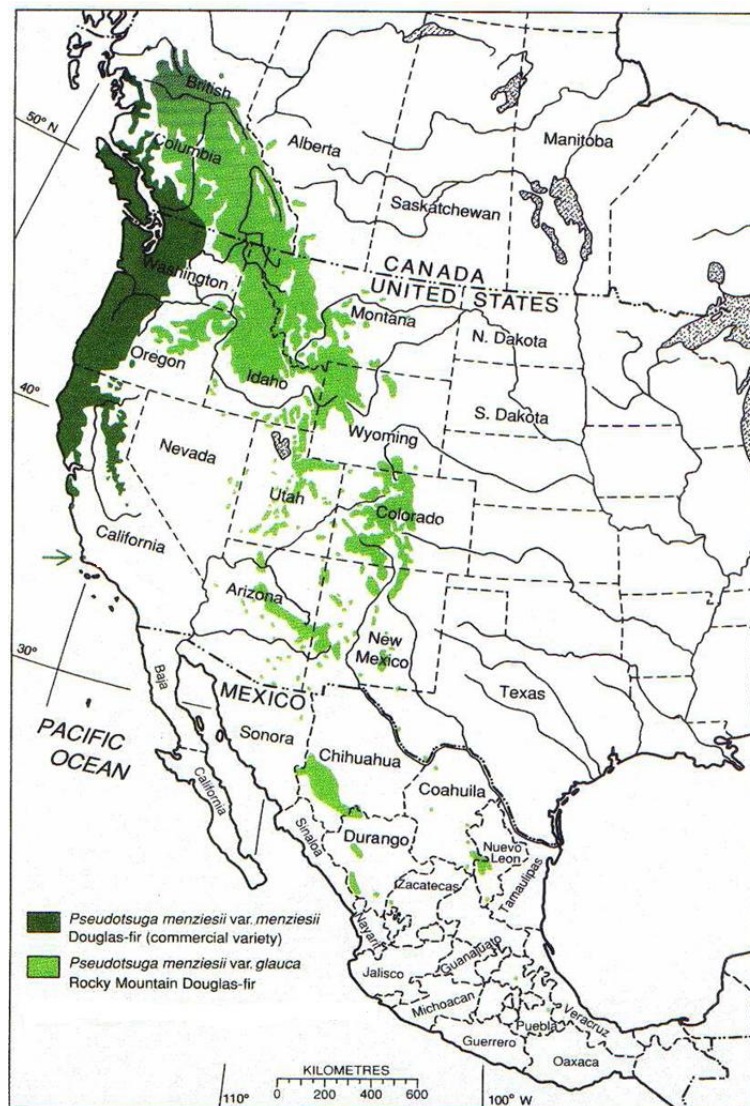 50° N
British
Columbia
Alberta
Manitoba
Saskatchewan
CANADA
UNITED STATES
Washington
Montana
N. Dakota
Oregon
Idaho
S. Dakota
40°
Wyoming
Nevada
Utah
Colorado
California
Arizona
New
Mexico
Texas
30°
MEXICO
Baja
California
Sonora
PACIFIC
OCEAN
Chihuahua
Coahuila
Sinaloa
Durango
Nuevo
Leon
Tamaulipas
Zacatecas
Nayarit
Pseudotsuga menziesii var. menziesii
Douglas-fir (commercial variety)
Pseudotsuga menziesii var. glauca
Rocky Mountain Douglas-fir
Jalisco
Guanajuato
Michoacan
Veracruz
Puebla
Guerrero
Oaxaca
KILOMETRES
0 200 400 600
110°
100° W